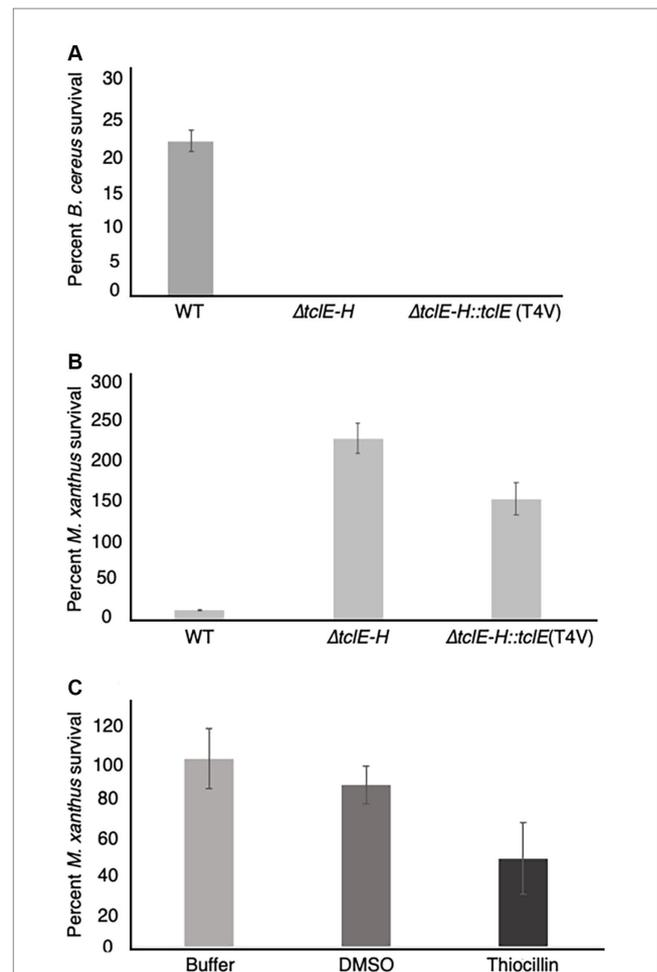 A
Percent B. cereus survival
30
25
20
15
10
5
0
WT ΔtclE-H ΔtclE-H::tclE (T4V)
B
Percent M. xanthus survival
300
250
200
150
100
50
0
WT ΔtclE-H ΔtclE-H::tclE(T4V)
C
Percent M. xanthus survival
120
100
80
60
40
20
0
Buffer DMSO Thiocillin